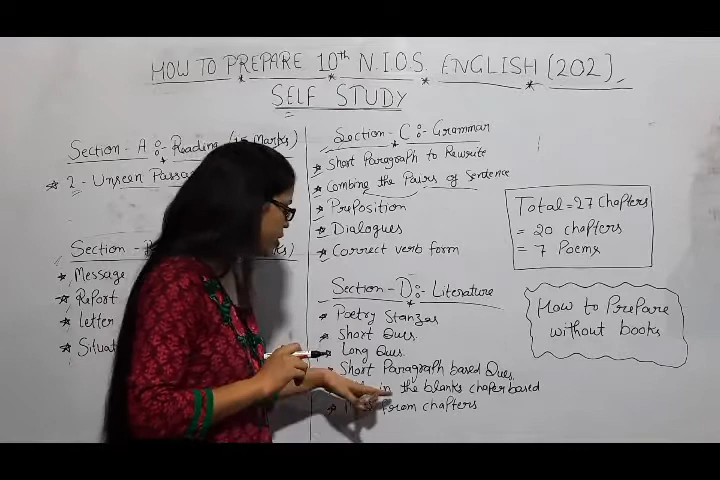 HOW TO PREPARE 10th N.I.O.S. ENGLISH [202]
SELF STUDY
Section - A : Reading (15 Marks)
2 - Unseen
Section -
Message
Report
Letter
Section - C :- Grammar
Short Paragraph to Rewrite
Combine the Pairs of Sentence
Preposition
Dialogues
Correct verb form
Section - D :- Literature
Poetry Stanzas
Short Ques.
Long Ques.
Short Paragraph based Ques.
in the blanks chapter based
from chapters
Total = 27 Chapters
= 20 chapters
= 7 Poems
How to Prepare
without books